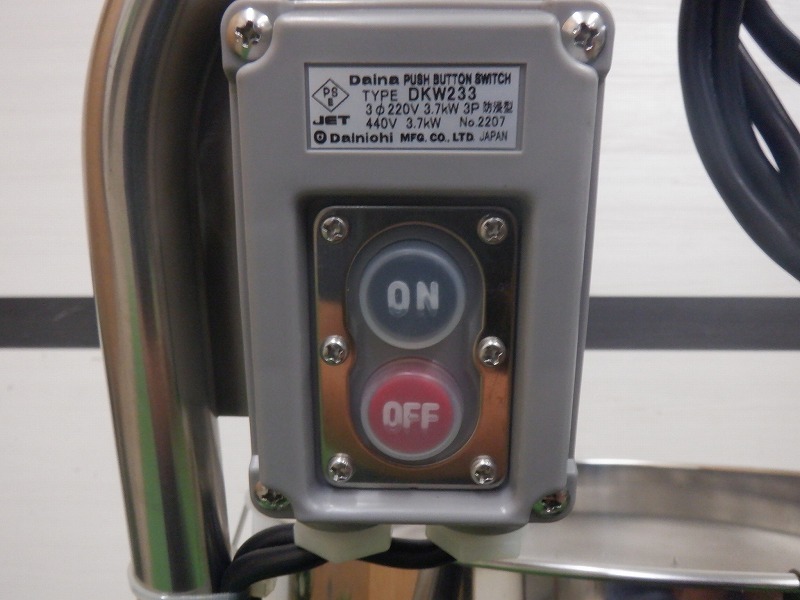 Daina PUSH BUTTON SWITCH
PS E
TYPE DKW233
3φ220V 3.7kW 3P 防浸型
JET
440V 3.7kW No.2207
Dainichi MFG. CO., LTD. JAPAN
ON
OFF